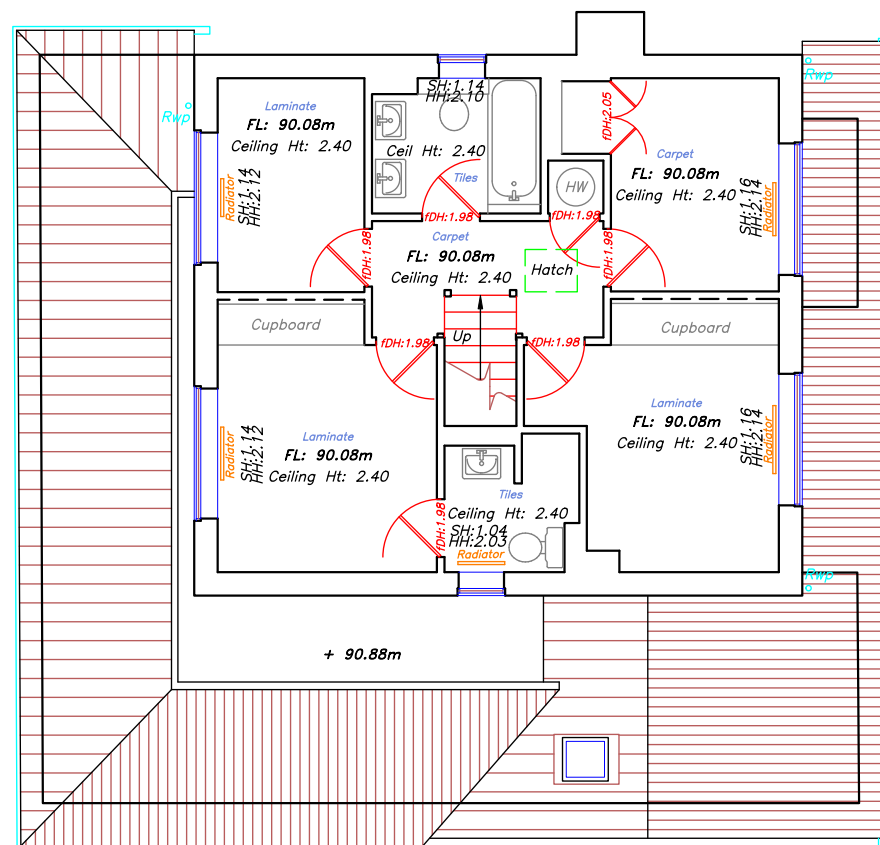 Rwp
Laminate
FL: 90.08m
Ceiling Ht: 2.40
Radiator
SH:1.14
HH:2.12
fDH:1.98
SH:1.14
HH:2.10
Ceil Ht: 2.40
Tiles
fDH:1.98
fDH:2.05
HW
fDH:1.98
Rwp
Carpet
FL: 90.08m
Ceiling Ht: 2.40
SH:1.16
HH:2.14
Radiator
fDH:1.98
Carpet
FL: 90.08m
Ceiling Ht: 2.40
Hatch
Up
Cupboard
fDH:1.98
fDH:1.98
Cupboard
Laminate
FL: 90.08m
Ceiling Ht: 2.40
Radiator
SH:1.14
HH:2.12
fDH:1.98
Tiles
Ceiling Ht: 2.40
SH:1.04
HH:2.03
Radiator
Laminate
FL: 90.08m
Ceiling Ht: 2.40
SH:1.16
HH:2.14
Radiator
Rwp
+ 90.88m